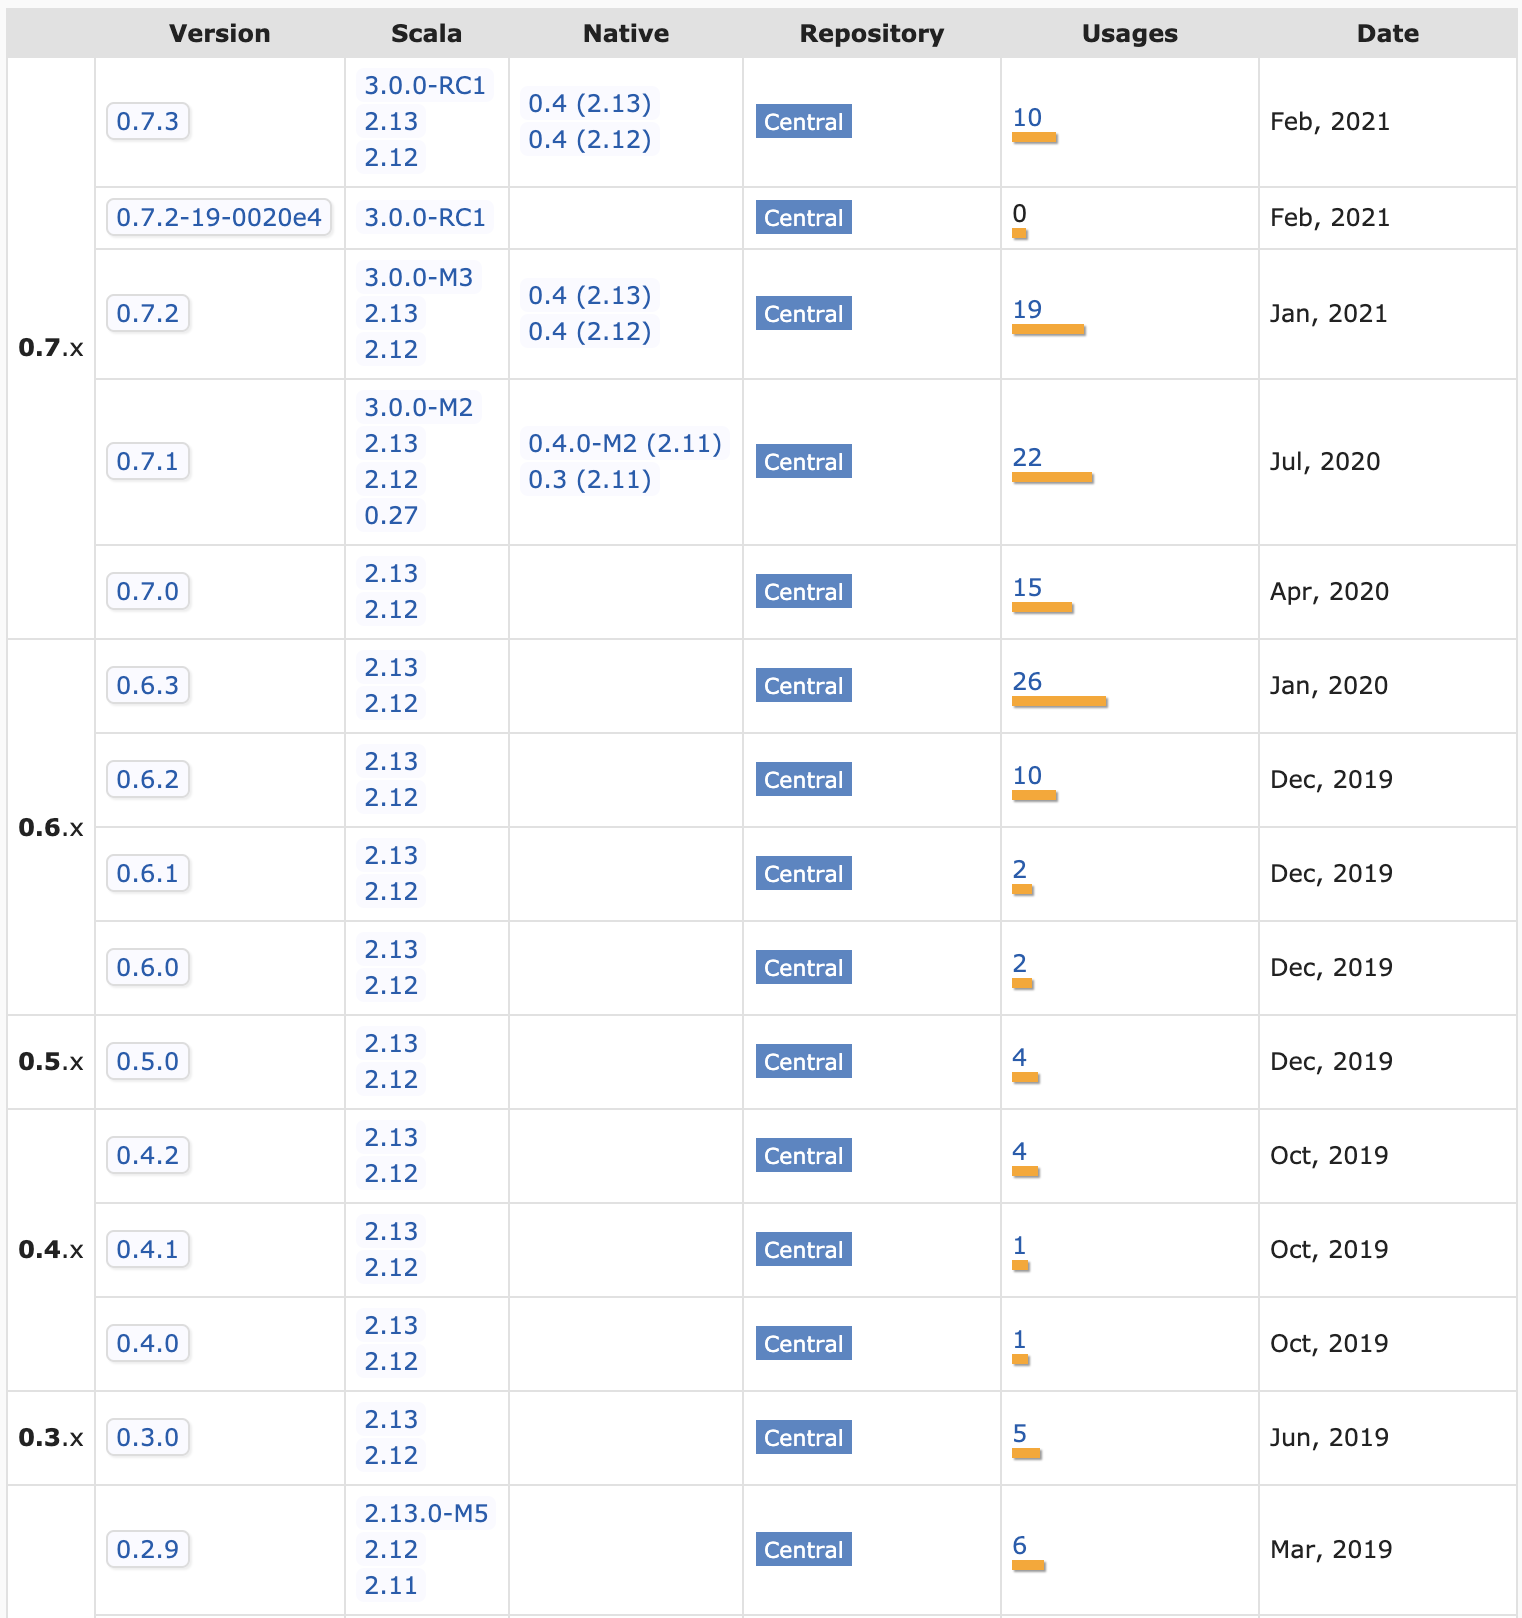 Version Scala Native Repository Usages Date
0.7.x
0.7.3
3.0.0-RC1
2.13
2.12
0.4 (2.13)
0.4 (2.12)
Central
10
Feb, 2021
0.7.2-19-0020e4
3.0.0-RC1
Central
0
Feb, 2021
0.7.2
3.0.0-M3
2.13
2.12
0.4 (2.13)
0.4 (2.12)
Central
19
Jan, 2021
0.7.1
3.0.0-M2
2.13
2.12
0.27
0.4.0-M2 (2.11)
0.3 (2.11)
Central
22
Jul, 2020
0.7.0
2.13
2.12
Central
15
Apr, 2020
0.6.x
0.6.3
2.13
2.12
Central
26
Jan, 2020
0.6.2
2.13
2.12
Central
10
Dec, 2019
0.6.1
2.13
2.12
Central
2
Dec, 2019
0.6.0
2.13
2.12
Central
2
Dec, 2019
0.5.x
0.5.0
2.13
2.12
Central
4
Dec, 2019
0.4.x
0.4.2
2.13
2.12
Central
4
Oct, 2019
0.4.1
2.13
2.12
Central
1
Oct, 2019
0.4.0
2.13
2.12
Central
1
Oct, 2019
0.3.x
0.3.0
2.13
2.12
Central
5
Jun, 2019
0.2.9
2.13.0-M5
2.12
2.11
Central
6
Mar, 2019